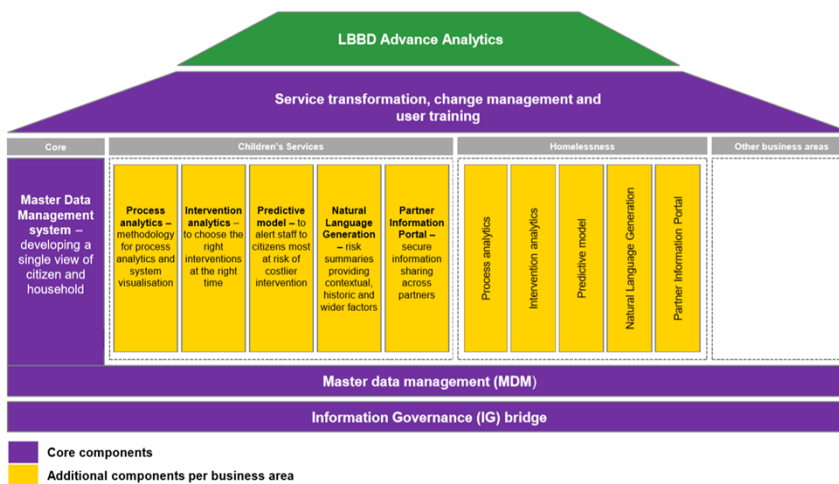 LBBD Advance Analytics
Service transformation, change management and
user training
Core
Children's Services
Homelessness
Other business areas
Master Data
Management
system –
developing a
single view of
citizen and
household
Process
analytics –
methodology
for process
analytics and
system
visualisation
Intervention
analytics –
to choose the
right
interventions
at the right
time
Predictive
model – to
alert staff to
citizens most
at risk of
costlier
intervention
Natural
Language
Generation
– risk
summaries
providing
contextual,
historic and
wider factors
Partner
Information
Portal –
secure
information
sharing
across
partners
Process analytics
Intervention analytics
Predictive model
Natural Language Generation
Partner Information Portal
Master data management (MDM)
Information Governance (IG) bridge
Core components
Additional components per business area